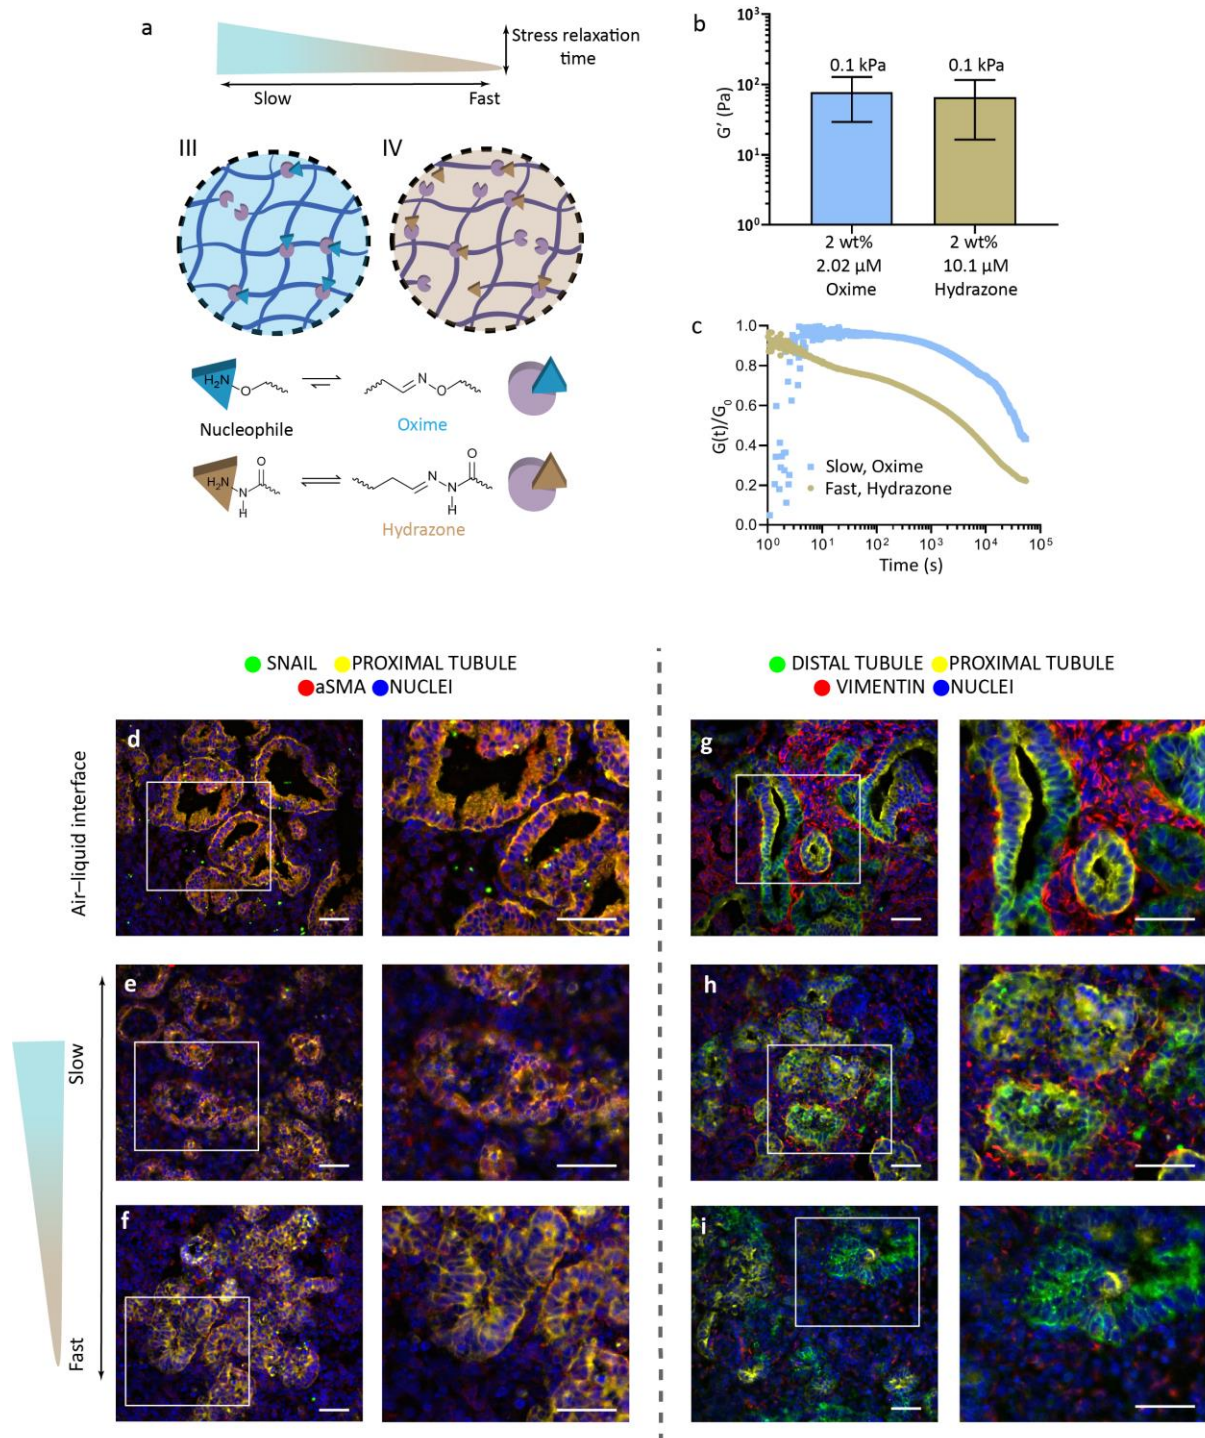 a
Stress relaxation
time
Slow
Fast
III
IV
H₂N
O
N
O
Nucleophile
Oxime
H₂N
N
H
O
N
N
H
O
Hydrazone
b
G’ (Pa)
10³
10²
10¹
10⁰
0.1 kPa
0.1 kPa
2 wt%
2.02 µM
Oxime
2 wt%
10.1 µM
Hydrazone
c
G(t)/G₀
1.0
0.8
0.6
0.4
0.2
0.0
Slow, Oxime
Fast, Hydrazone
10⁰ 10¹ 10² 10³ 10⁴ 10⁵
Time (s)
SNAIL PROXIMAL TUBULE
aSMA NUCLEI
DISTAL TUBULE PROXIMAL TUBULE
VIMENTIN NUCLEI
Air–liquid interface
d
g
Slow
e
h
Fast
f
i